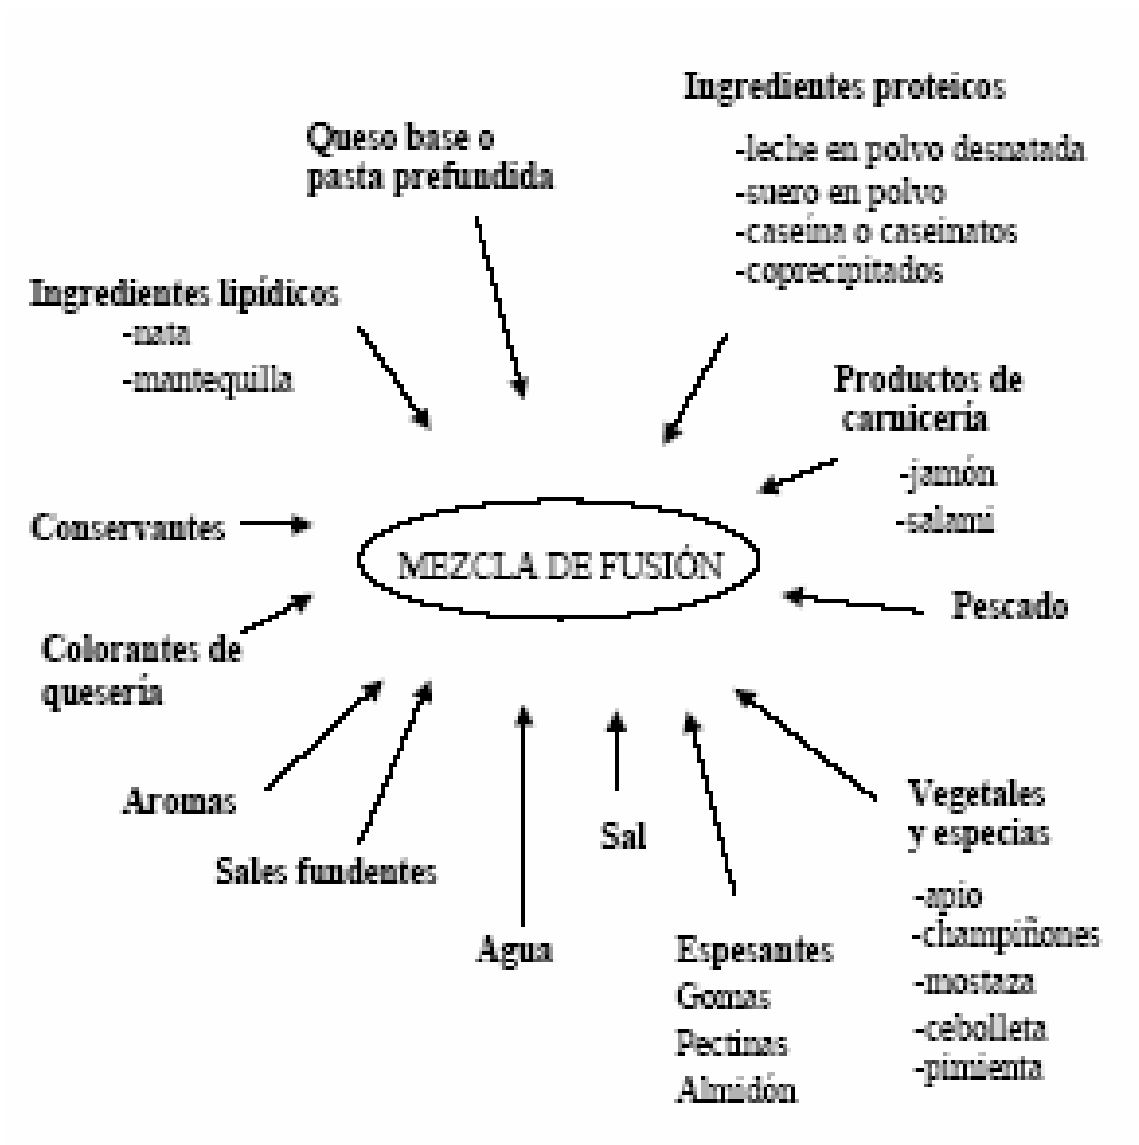 Ingredientes proteicos
-leche en polvo desnatada
-suero en polvo
-caseína o caseinatos
-coprecipitados
Queso base o
pasta prefundida
Ingredientes lipídicos
-nata
-mantequilla
Productos de
carnicería
-jamón
-salami
Conservantes
MEZCLA DE FUSIÓN
Pescado
Colorantes de
quesería
Aromas
Sales fundentes
Agua
Sal
Espesantes
Gomas
Pectinas
Almidón
Vegetales
y especias
-apio
-champiñones
-mostaza
-cebolleta
-pimienta